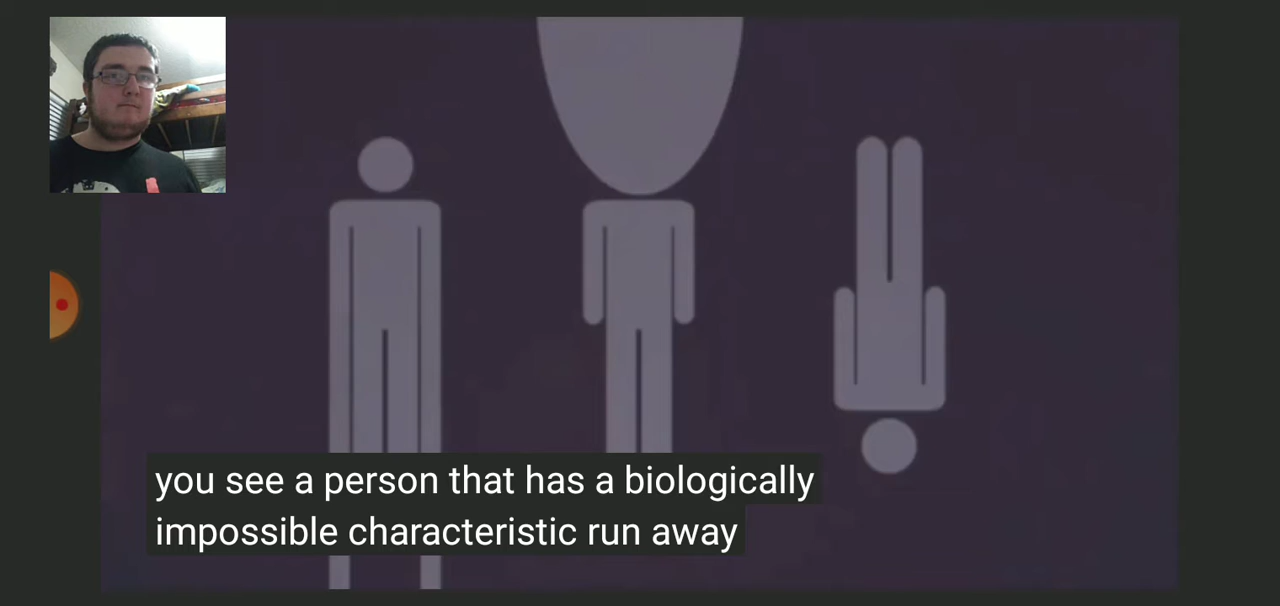 you see a person that has a biologically
impossible characteristic run away